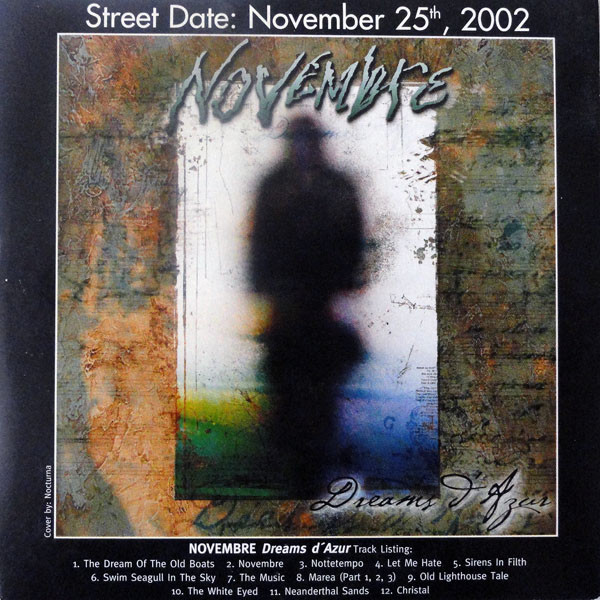 Street Date: November 25th, 2002
NOVEMBRE
Dreams d'Azur
Cover by: Nocturna
NOVEMBRE Dreams d´Azur Track Listing:
1. The Dream Of The Old Boats 2. Novembre 3. Nottetempo 4. Let Me Hate 5. Sirens In Filth
6. Swim Seagull In The Sky 7. The Music 8. Marea (Part 1, 2, 3) 9. Old Lighthouse Tale
10. The White Eyed 11. Neanderthal Sands 12. Christal